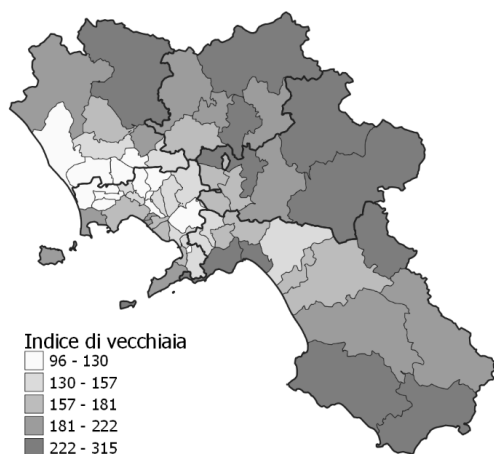 Indice di vecchiaia
96 - 130
130 - 157
157 - 181
181 - 222
222 - 315